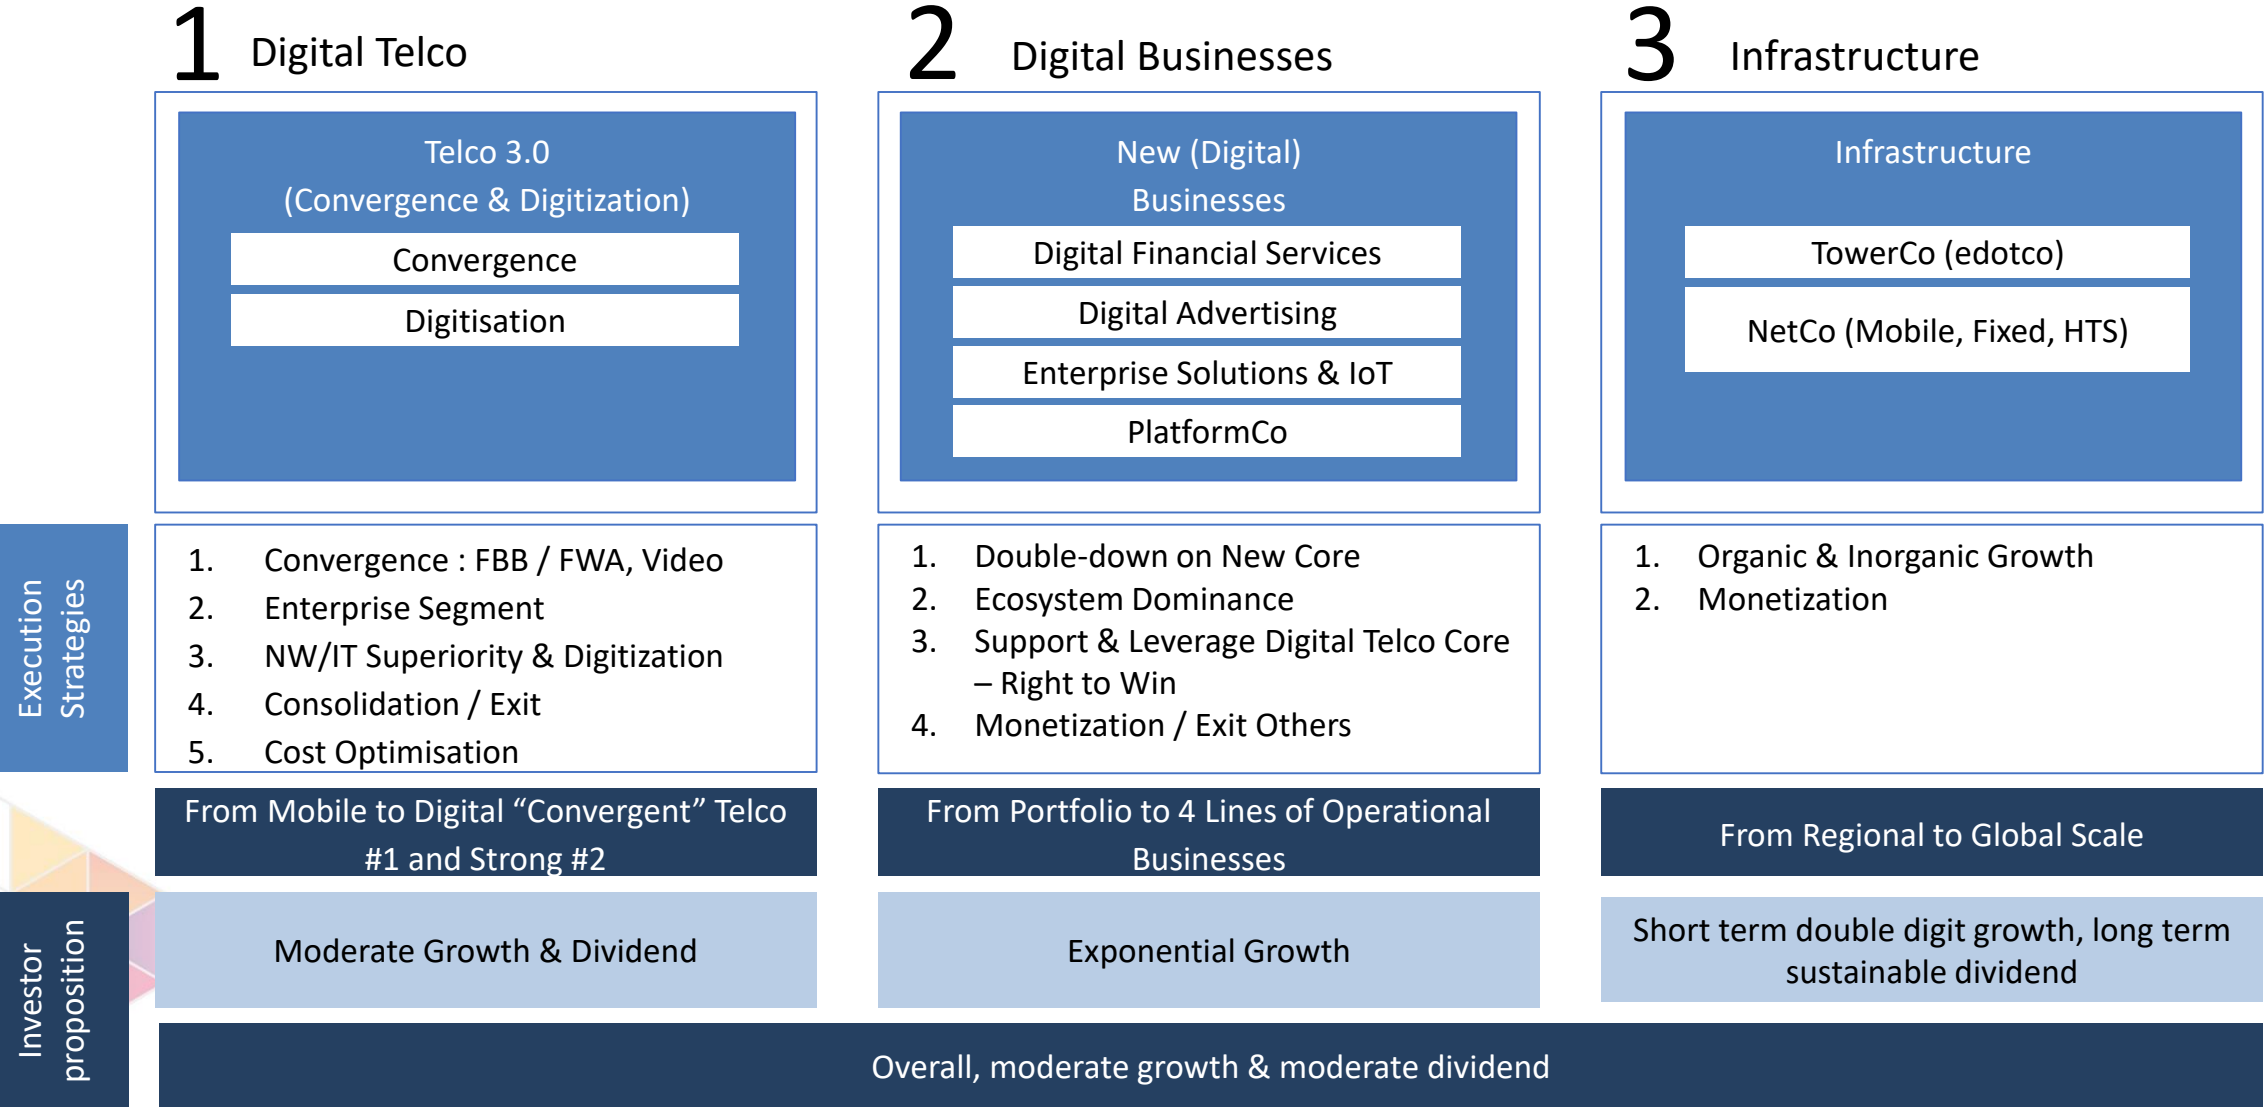 1 Digital Telco
Telco 3.0
(Convergence & Digitization)
Convergence
Digitisation
2 Digital Businesses
New (Digital)
Businesses
Digital Financial Services
Digital Advertising
Enterprise Solutions & IoT
PlatformCo
3 Infrastructure
Infrastructure
TowerCo (edotco)
NetCo (Mobile, Fixed, HTS)
Execution
Strategies
1. Convergence : FBB / FWA, Video
2. Enterprise Segment
3. NW/IT Superiority & Digitization
4. Consolidation / Exit
5. Cost Optimisation
1. Double-down on New Core
2. Ecosystem Dominance
3. Support & Leverage Digital Telco Core
– Right to Win
4. Monetization / Exit Others
1. Organic & Inorganic Growth
2. Monetization
From Mobile to Digital “Convergent” Telco
#1 and Strong #2
From Portfolio to 4 Lines of Operational
Businesses
From Regional to Global Scale
Investor
proposition
Moderate Growth & Dividend
Exponential Growth
Short term double digit growth, long term
sustainable dividend
Overall, moderate growth & moderate dividend